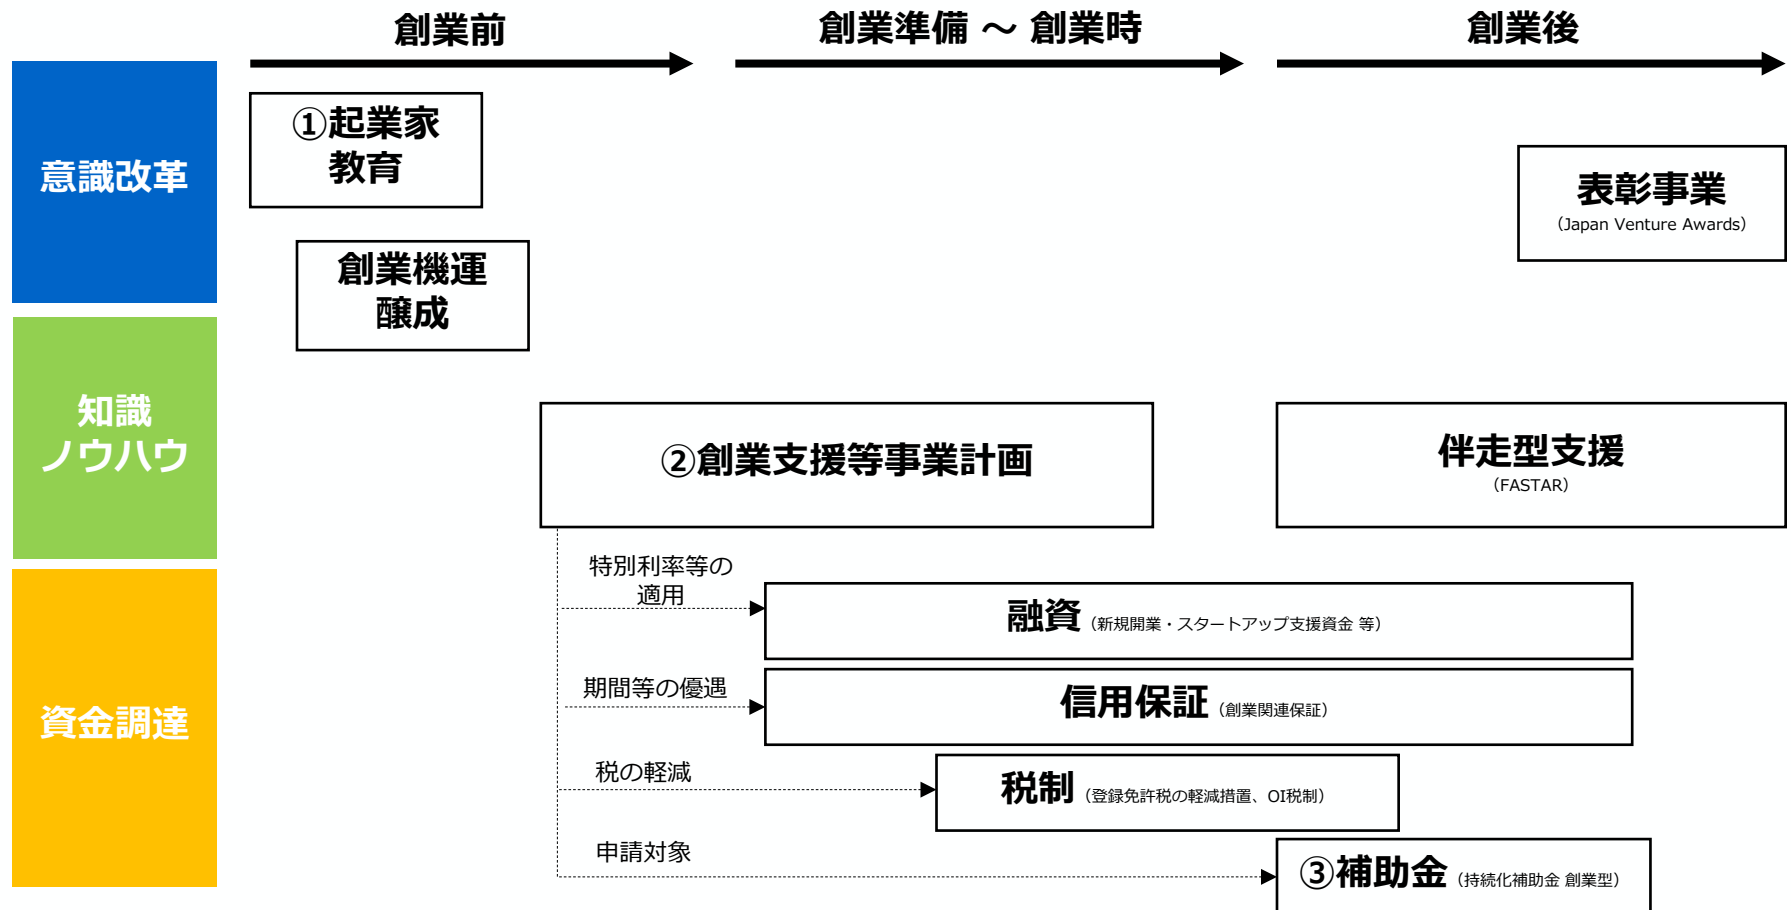 創業前
創業準備 ～ 創業時
創業後
意識改革
①起業家
教育
創業機運
醸成
表彰事業
（Japan Venture Awards）
知識
ノウハウ
②創業支援等事業計画
伴走型支援
（FASTAR）
資金調達
特別利率等の
適用
融資（新規開業・スタートアップ支援資金 等）
期間等の優遇
信用保証（創業関連保証）
税の軽減
税制（登録免許税の軽減措置、OI税制）
申請対象
③補助金（持続化補助金 創業型）